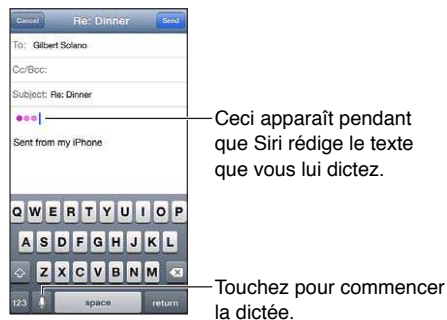 Cancel Re: Dinner Send
To: Gilbert Solano
Cc/Bcc:
Subject: Re: Dinner
Sent from my iPhone
Q W E R T Y U I O P
A S D F G H J K L
Z X C V B N M
123 space return
Ceci apparaît pendant
que Siri rédige le texte
que vous lui dictez.
Touchez pour commencer
la dictée.